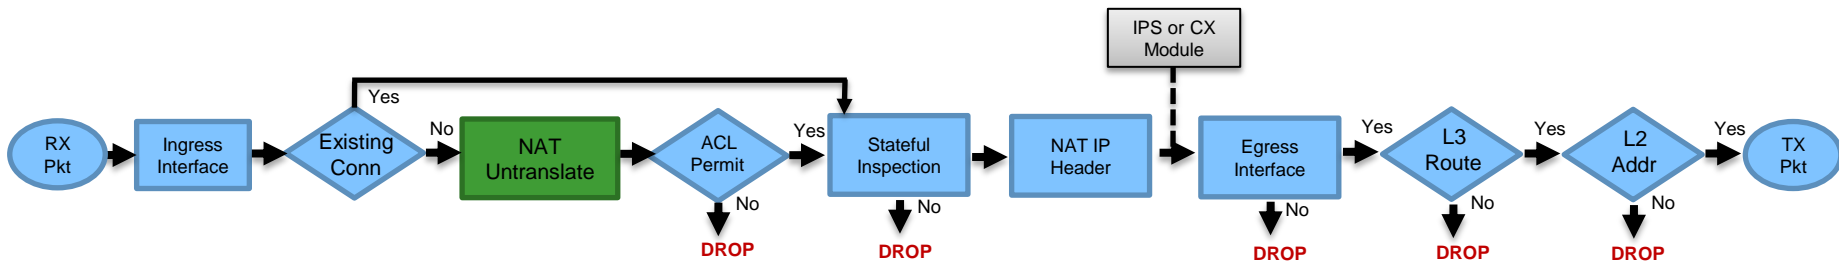 IPS or CX
Module
RX
Pkt
Ingress
Interface
Existing
Conn
Yes
No
NAT
Untranslate
ACL
Permit
Yes
No
DROP
Stateful
Inspection
No
DROP
NAT IP
Header
Egress
Interface
Yes
No
DROP
L3
Route
Yes
No
DROP
L2
Addr
Yes
No
DROP
TX
Pkt